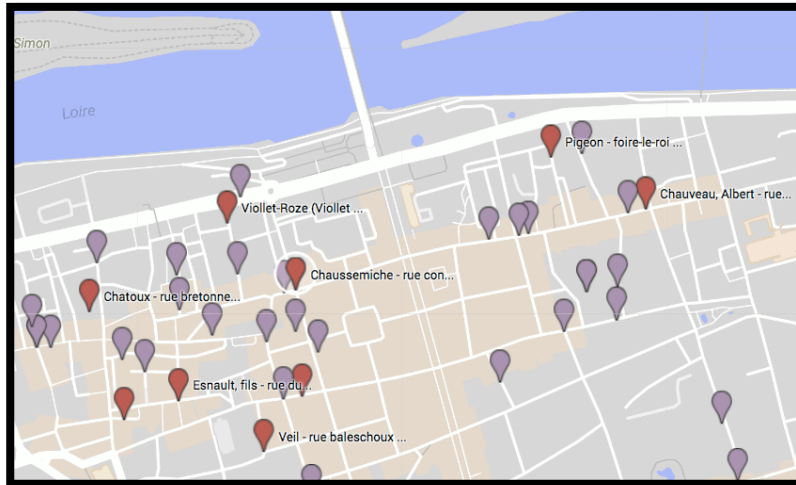 Simon
Loire
Pigeon - foire-le-roi ...
Chauveau, Albert - rue...
Viollet-Roze (Viollet ...
Chaussemiche - rue con...
Chatoux - rue bretonne...
Esnault, fils - rue du...
Veil - rue baleschoux ...